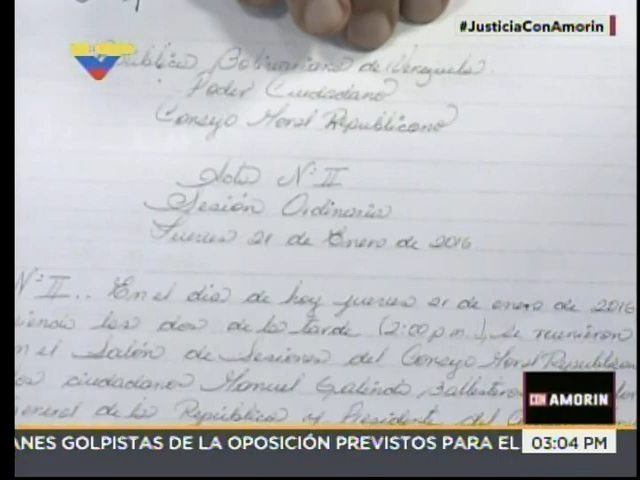 #JusticiaConAmorin
República Bolivariana de Venezuela.
Poder Ciudadano
Consejo Moral Republicano
Acta Nº II
Sesión Ordinaria
Jueves 21 de Enero de 2016.
Nº II.. En el día de hoy jueves 21 de enero de 2016
siendo las dos de la tarde (2:00 p.m.), se reunieron
en el Salón de Sesiones del Consejo Moral Republicano
los ciudadanos Manuel Galindo Ballesteros
General de la República y Presidente del
CON AMORIN
ANES GOLPISTAS DE LA OPOSICIÓN PREVISTOS PARA EL
03:04 PM